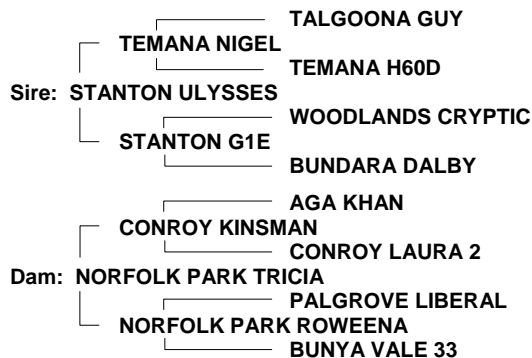 TALGOONA GUY
TEMANA NIGEL
TEMANA H60D
Sire: STANTON ULYSSES
WOODLANDS CRYPTIC
STANTON G1E
BUNDARA DALBY
AGA KHAN
CONROY KINSMAN
CONROY LAURA 2
Dam: NORFOLK PARK TRICIA
PALGROVE LIBERAL
NORFOLK PARK ROWEENA
BUNYA VALE 33